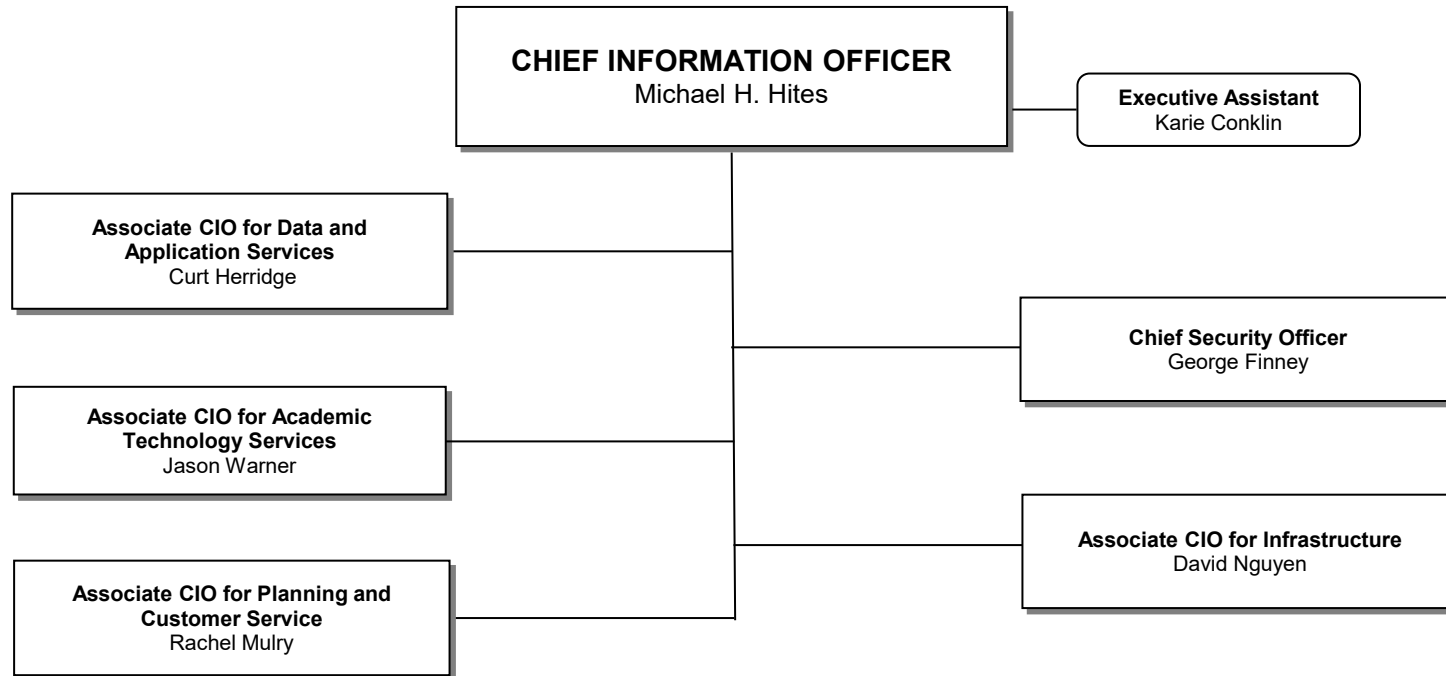 CHIEF INFORMATION OFFICER
Michael H. Hites
Executive Assistant
Karie Conklin
Associate CIO for Data and
Application Services
Curt Herridge
Chief Security Officer
George Finney
Associate CIO for Academic
Technology Services
Jason Warner
Associate CIO for Infrastructure
David Nguyen
Associate CIO for Planning and
Customer Service
Rachel Mulry